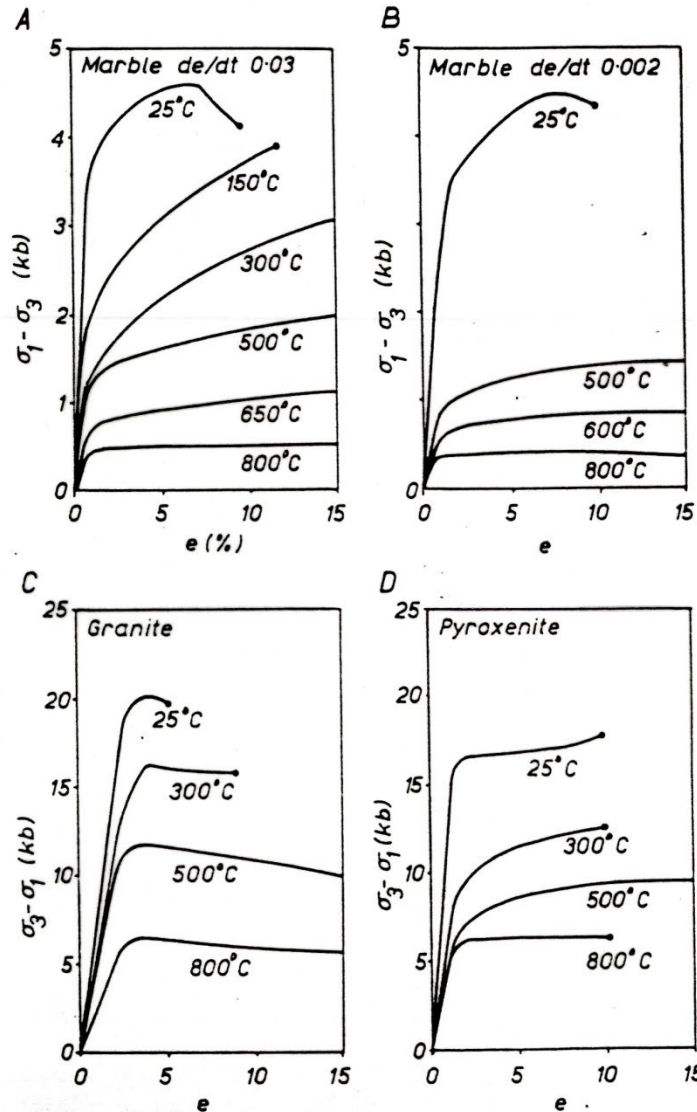 A
Marble de/dt 0·03
5
4
3
2
1
0
σ₁ - σ₃ (kb)
25°C
150°C
300°C
500°C
650°C
800°C
0 5 10 15
e (%)
B
Marble de/dt 0·002
5
0
σ₁ - σ₃ (kb)
25°C
500°C
600°C
800°C
0 5 10 15
e
C
Granite
25
20
15
10
5
0
σ₃ - σ₁ (kb)
25°C
300°C
500°C
800°C
0 5 10 15
e
D
Pyroxenite
25
20
15
10
5
0
σ₃ - σ₁ (kb)
25°C
300°C
500°C
800°C
0 5 10 15
e